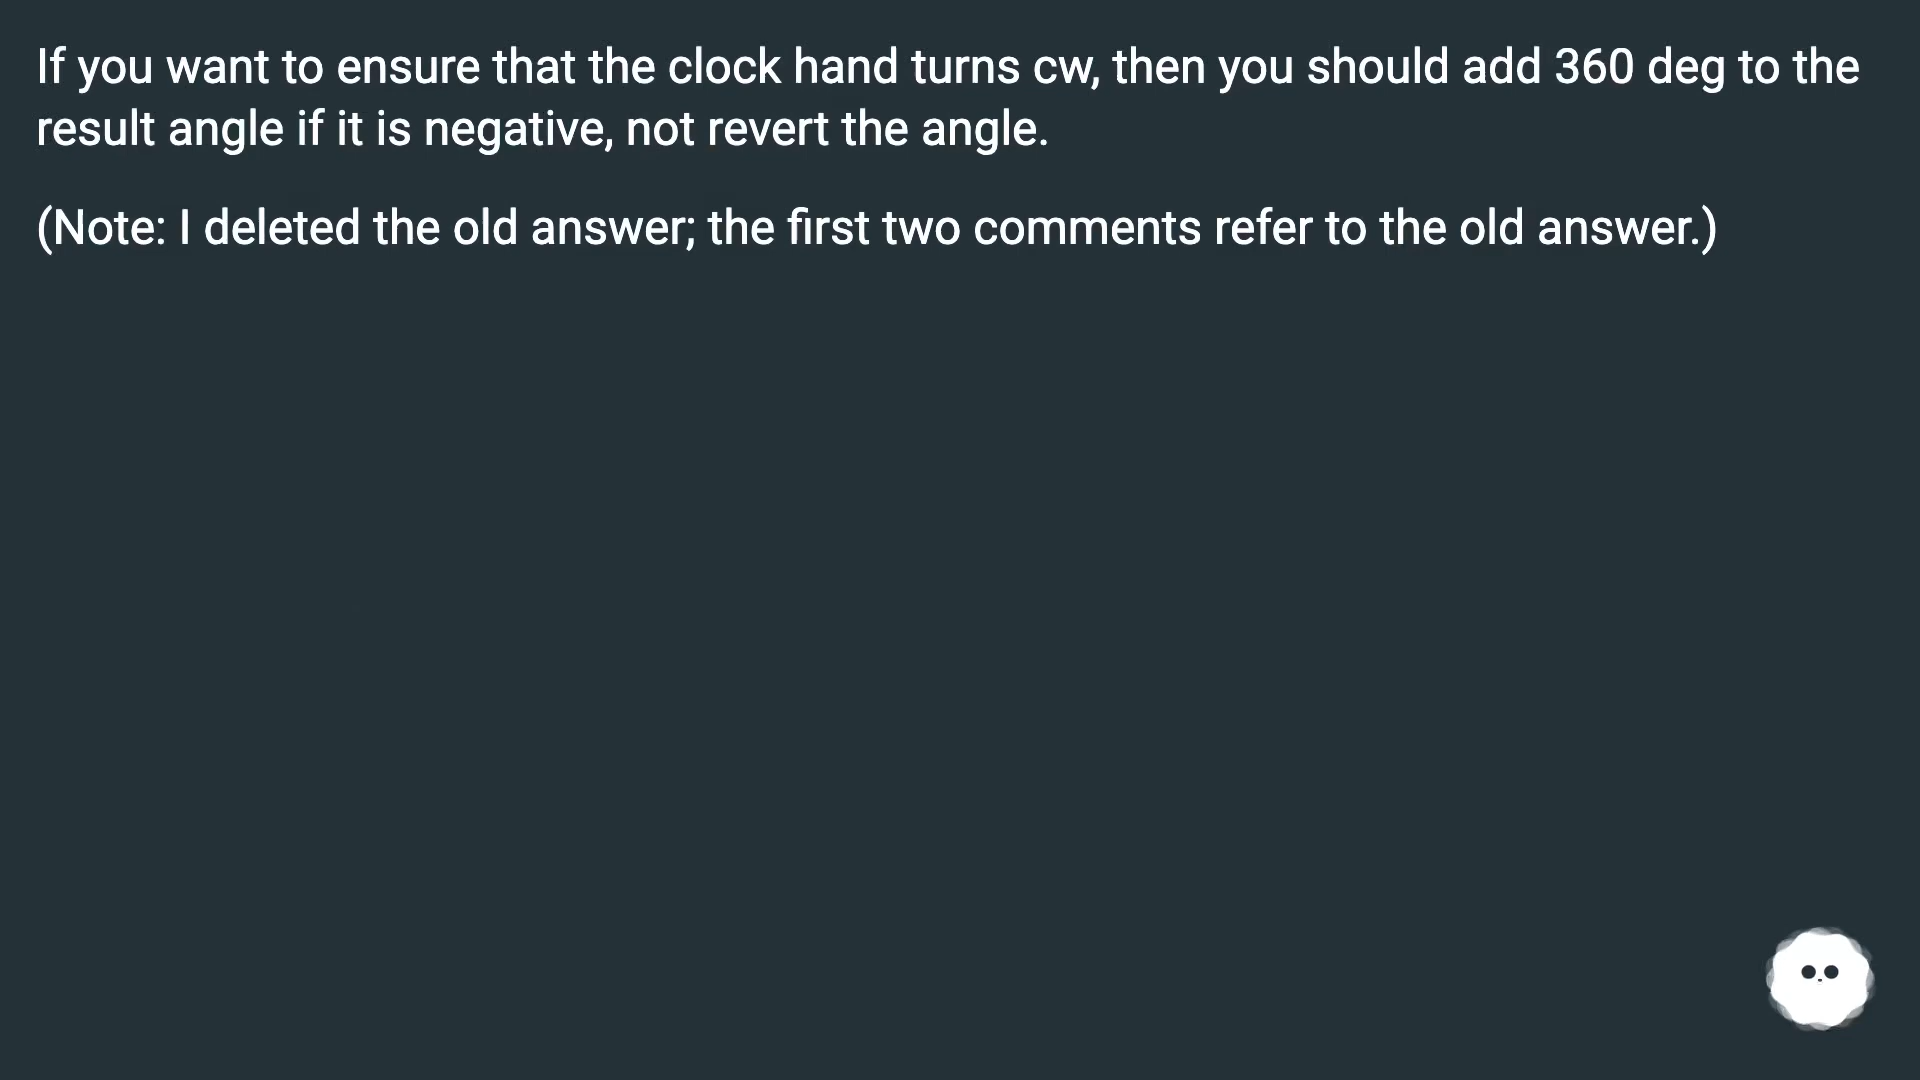 If you want to ensure that the clock hand turns cw, then you should add 360 deg to the
result angle if it is negative, not revert the angle.
(Note: I deleted the old answer; the first two comments refer to the old answer.)